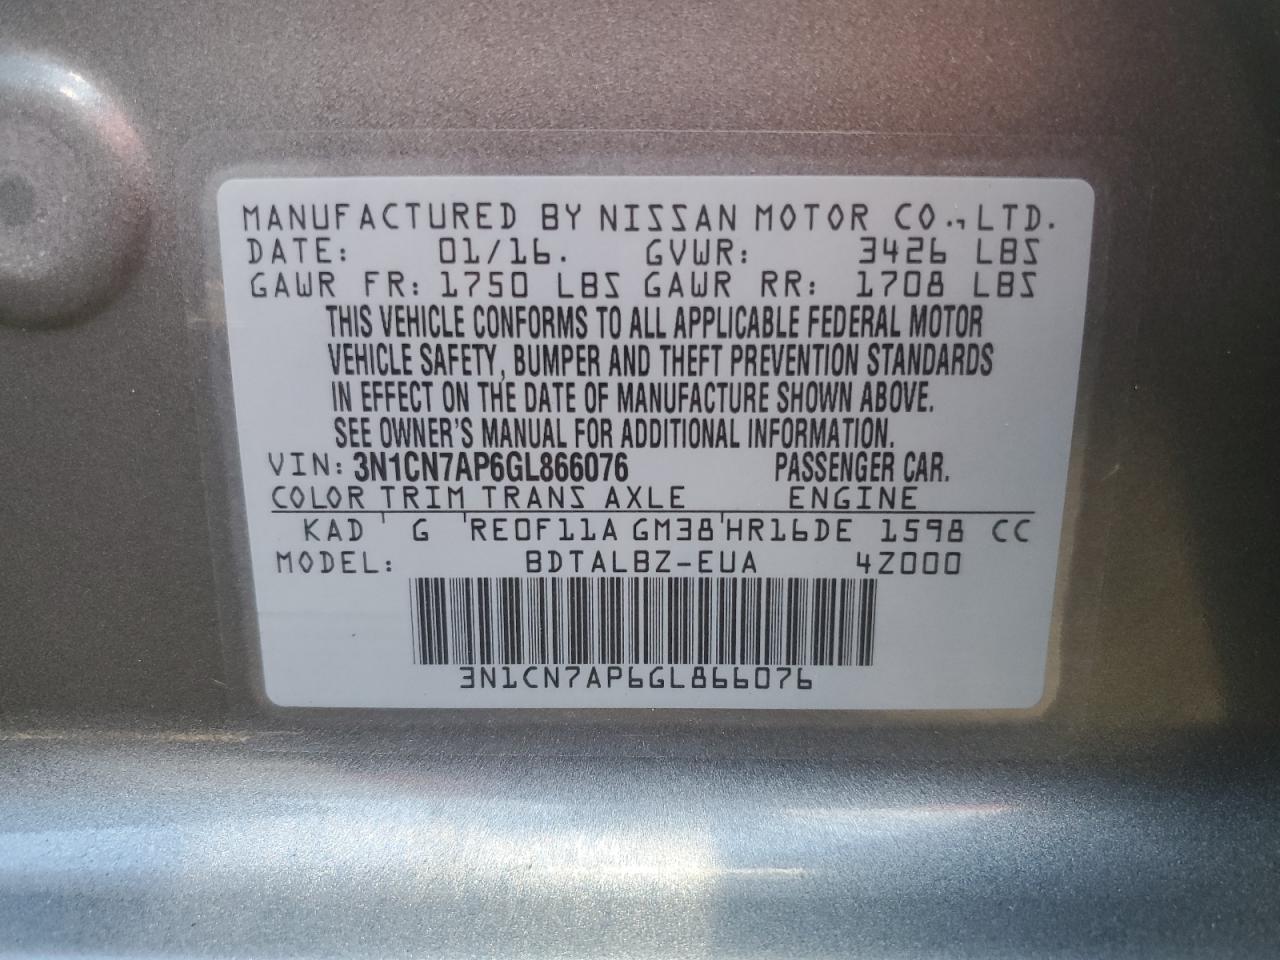 MANUFACTURED BY NISSAN MOTOR CO., LTD.
DATE: 01/16. GVWR: 3426 LBS
GAWR FR: 1750 LBS GAWR RR: 1708 LBS
THIS VEHICLE CONFORMS TO ALL APPLICABLE FEDERAL MOTOR
VEHICLE SAFETY, BUMPER AND THEFT PREVENTION STANDARDS
IN EFFECT ON THE DATE OF MANUFACTURE SHOWN ABOVE.
SEE OWNER'S MANUAL FOR ADDITIONAL INFORMATION.
VIN: 3N1CN7AP6GL866076 PASSENGER CAR.
COLOR TRIM TRANS AXLE ENGINE
KAD G RE0F11A GM38 HR16DE 1598 CC
MODEL: BDTALBZ-EUA 4Z000
3N1CN7AP6GL866076